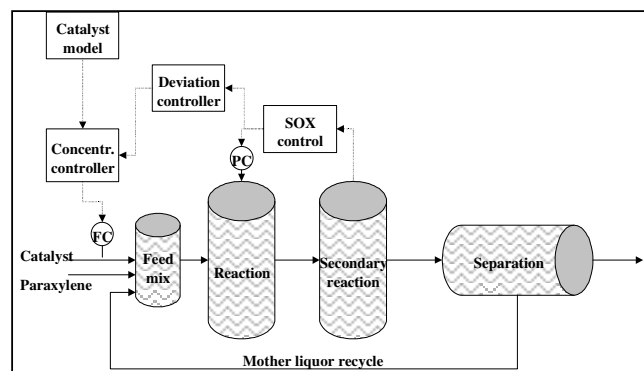 Catalyst
model
Deviation
controller
SOX
control
Concentr.
controller
PC
FC
Catalyst
Paraxylene
Feed
mix
Reaction
Secondary
reaction
Separation
Mother liquor recycle